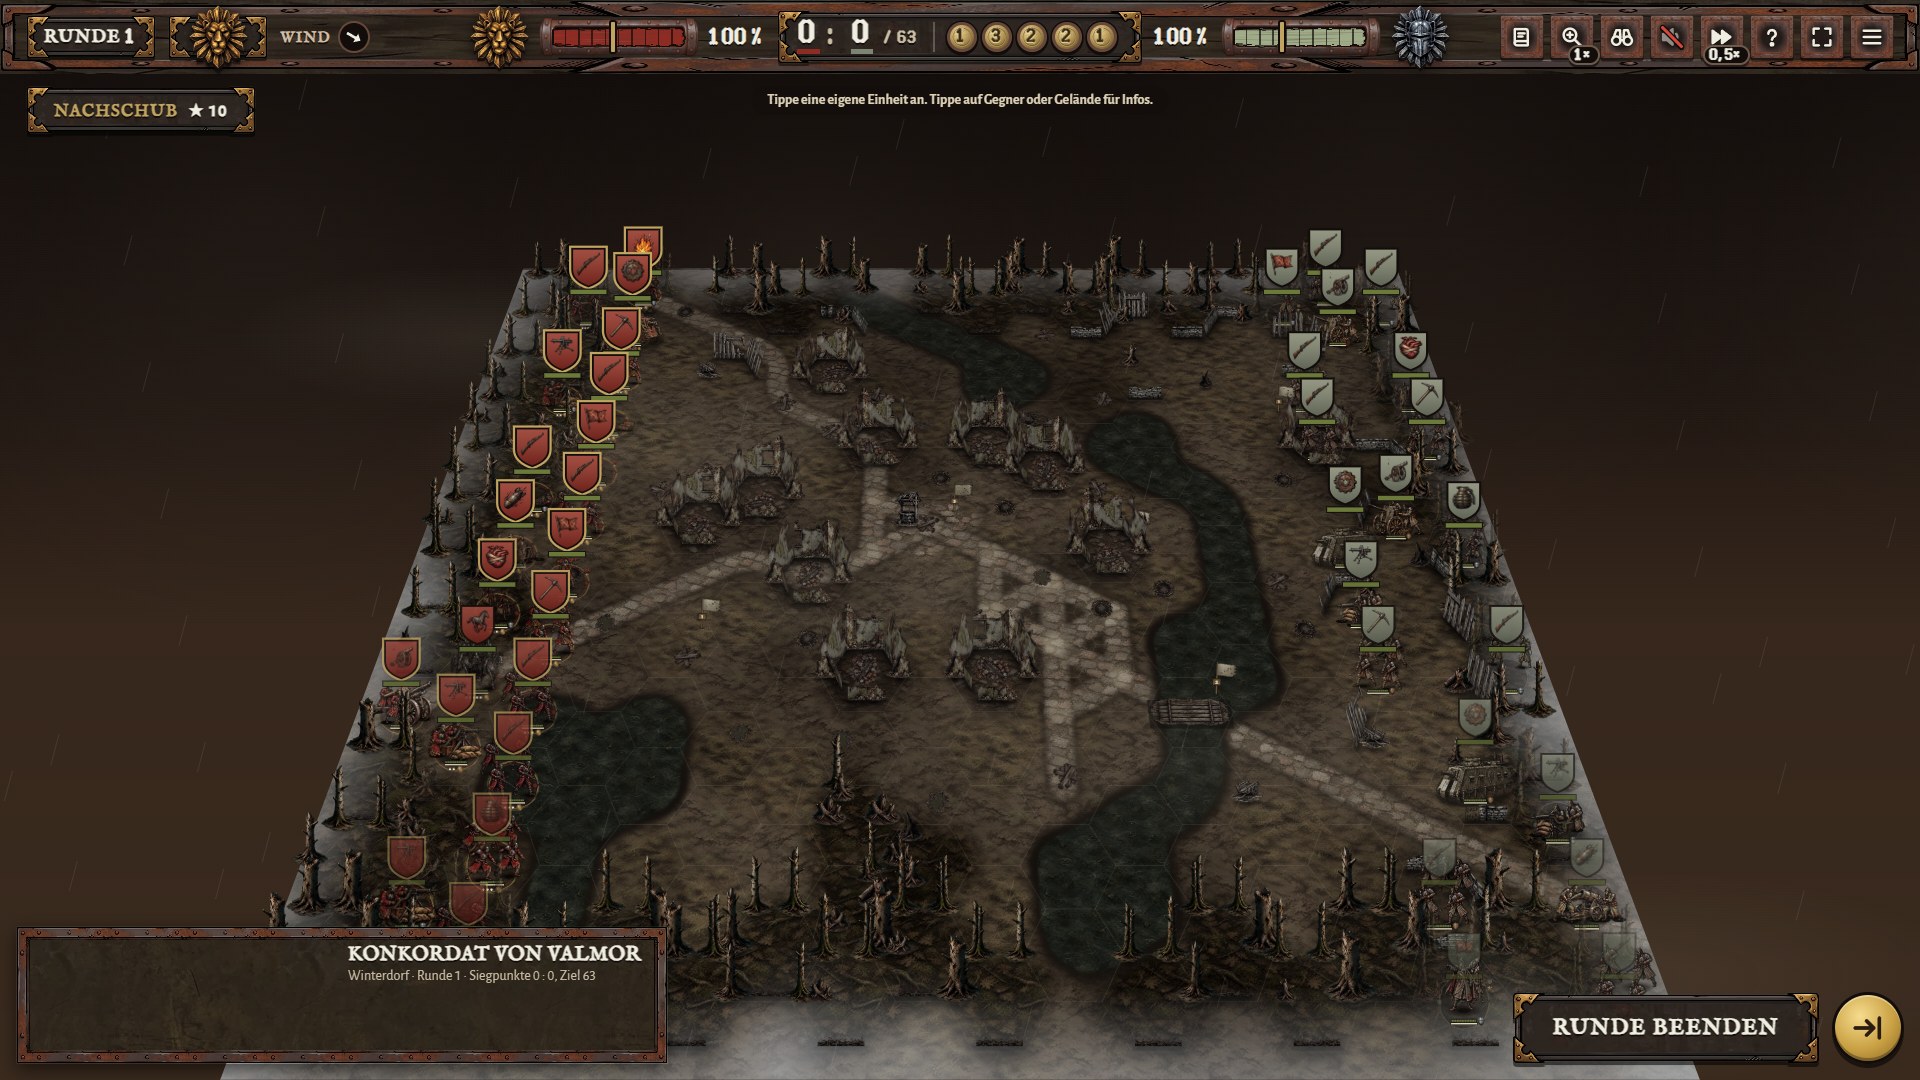 RUNDE 1
WIND
100 %
0 : 0 / 63
1 3 2 2 1
100 %
1×
0,5×
?
NACHSCHUB ★ 10
Tippe eine eigene Einheit an. Tippe auf Gegner oder Gelände für Infos.
KONKORDAT VON VALMOR
Winterdorf · Runde 1 · Siegpunkte 0 : 0, Ziel 63
RUNDE BEENDEN